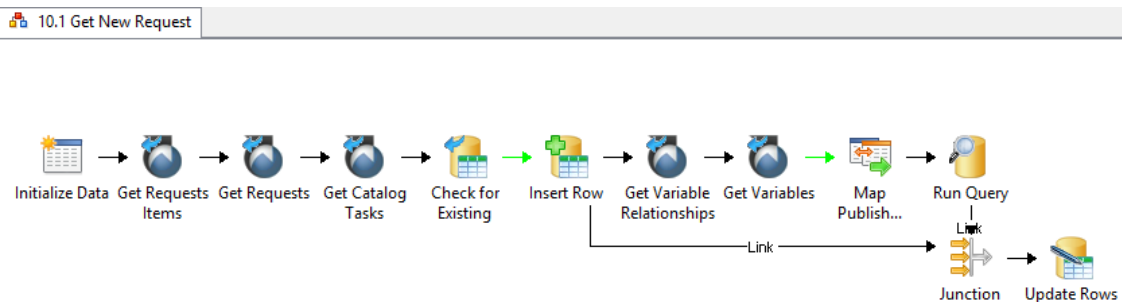 10.1 Get New Request
Initialize Data Get Requests Get Requests Get Catalog Check for Insert Row Get Variable Get Variables Map Run Query
Items Tasks Existing Relationships Publish...
Link
Link
Junction Update Rows